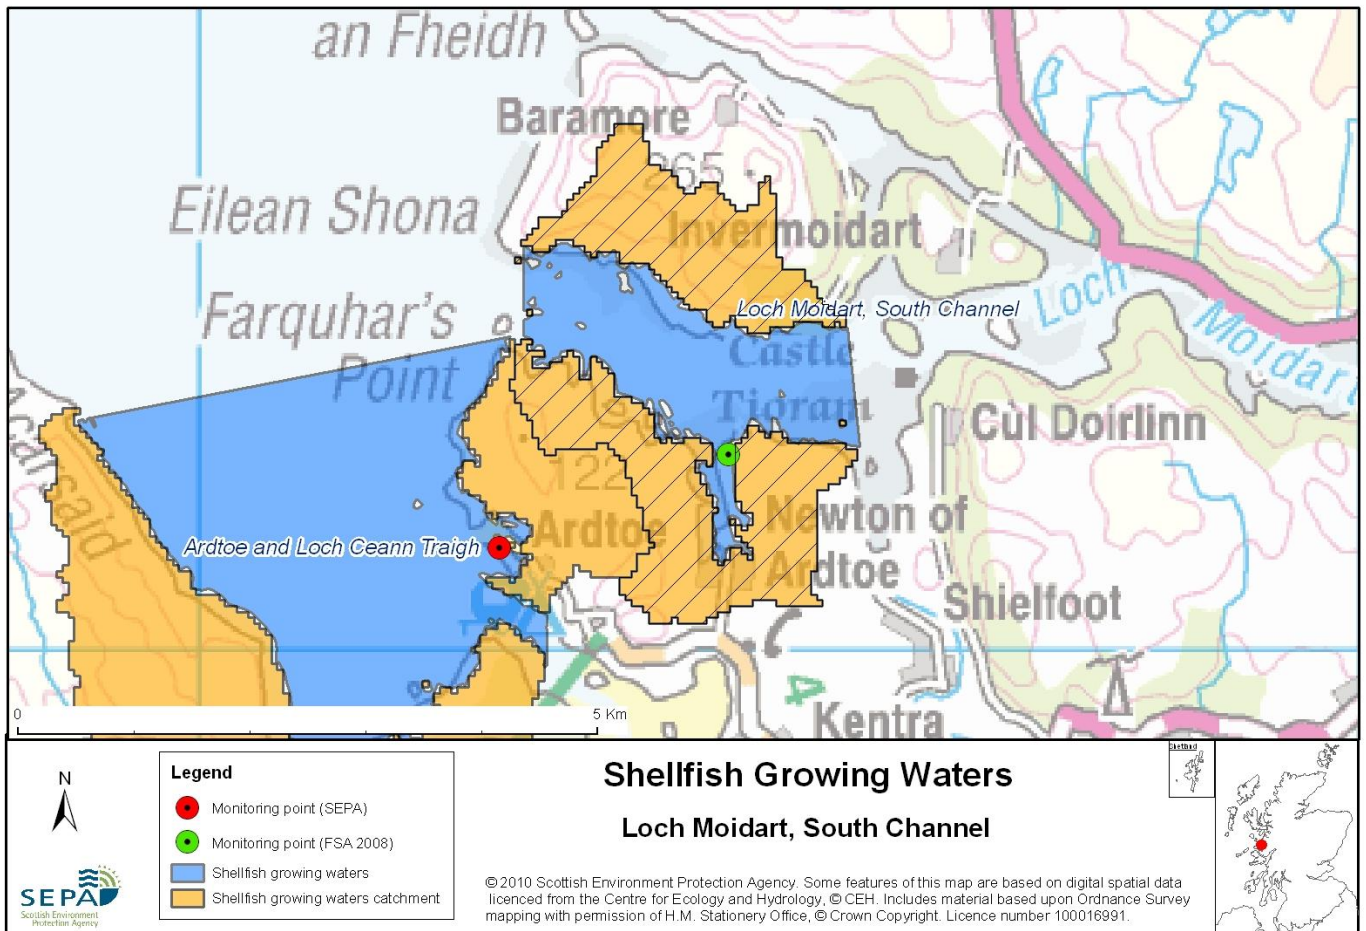 an Fheidh
Baramore
265
Eilean Shona
Invermoidart
Farquhar's
Point
Loch Moidart, South Channel
Loch
Moidart
Castle
Tioram
Cùl Doirlinn
122
Ardtoe
Newton of
Ardtoe
Ardtoe and Loch Ceann Traigh
Shielfoot
4
Kentra
0
5 Km
N
SEPA
Scottish Environment
Protection Agency
Legend
Monitoring point (SEPA)
Monitoring point (FSA 2008)
Shellfish growing waters
Shellfish growing waters catchment
Shellfish Growing Waters
Loch Moidart, South Channel
© 2010 Scottish Environment Protection Agency. Some features of this map are based on digital spatial data
licenced from the Centre for Ecology and Hydrology, © CEH. Includes material based upon Ordnance Survey
mapping with permission of H.M. Stationery Office, © Crown Copyright. Licence number 100016991.
Shetland